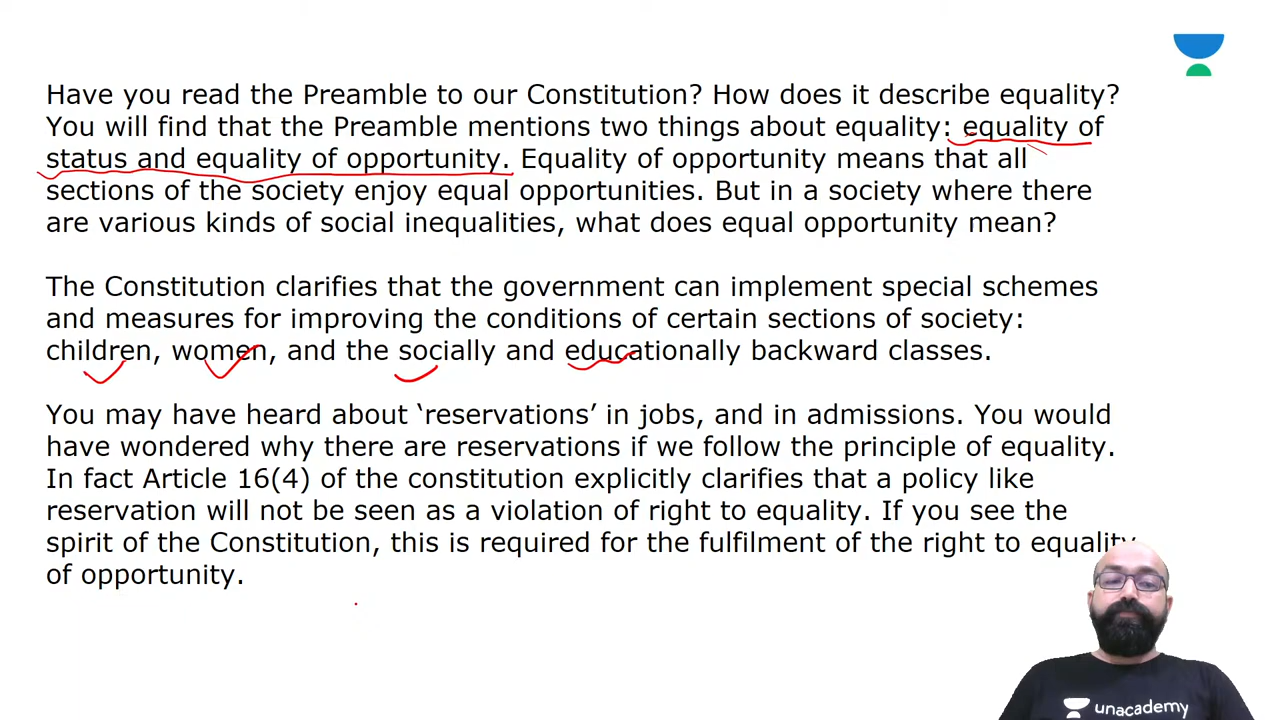 Have you read the Preamble to our Constitution? How does it describe equality?
You will find that the Preamble mentions two things about equality: equality of
status and equality of opportunity. Equality of opportunity means that all
sections of the society enjoy equal opportunities. But in a society where there
are various kinds of social inequalities, what does equal opportunity mean?
The Constitution clarifies that the government can implement special schemes
and measures for improving the conditions of certain sections of society:
children, women, and the socially and educationally backward classes.
You may have heard about ‘reservations’ in jobs, and in admissions. You would
have wondered why there are reservations if we follow the principle of equality.
In fact Article 16(4) of the constitution explicitly clarifies that a policy like
reservation will not be seen as a violation of right to equality. If you see the
spirit of the Constitution, this is required for the fulfilment of the right to equality
of opportunity.
unacademy